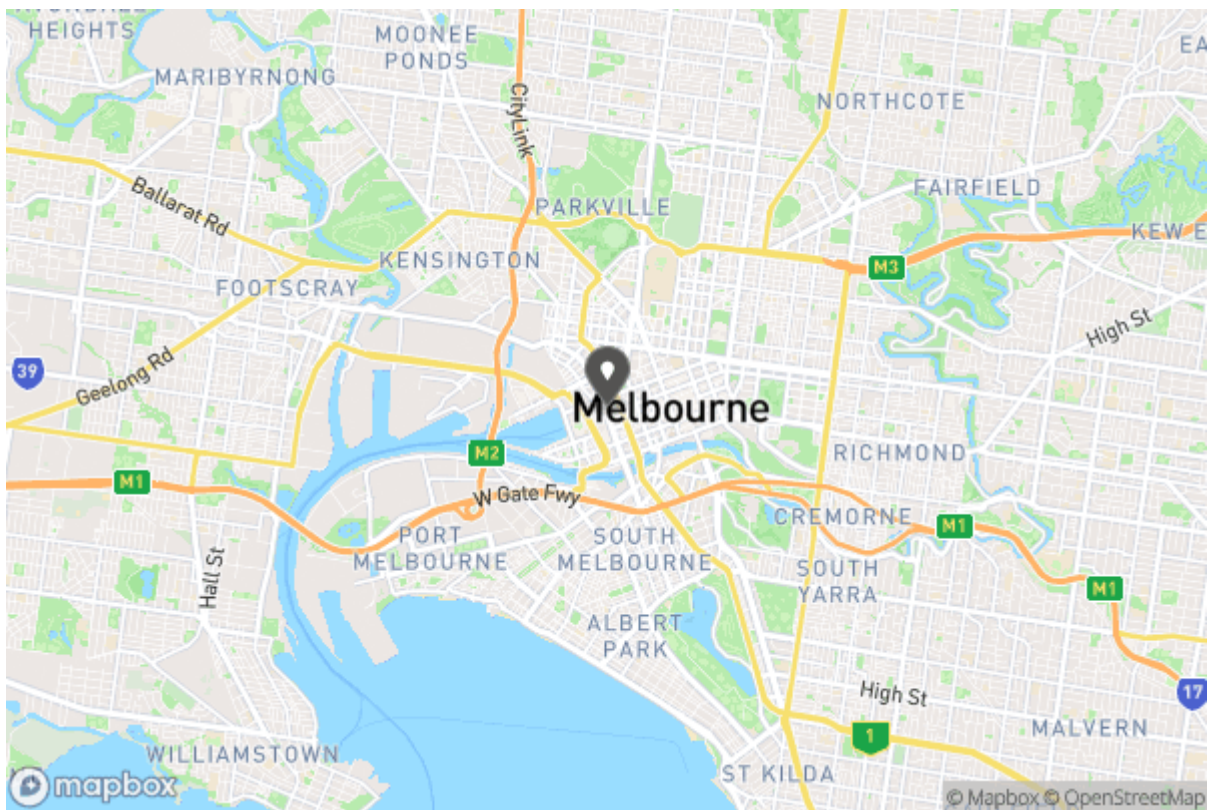 HEIGHTS
MOONEE
PONDS
MARIBYRNONG
CityLink
NORTHCOTE
EA
Ballarat Rd
PARKVILLE
FAIRFIELD
KENSINGTON
KEW E
M3
FOOTSCRAY
High St
39
Geelong Rd
Melbourne
M2
RICHMOND
M1
W Gate Fwy
CREMORNE
M1
PORT
MELBOURNE
SOUTH
MELBOURNE
SOUTH
YARRA
Hall St
M1
ALBERT
PARK
High St
17
1
MALVERN
WILLIAMSTOWN
ST KILDA
mapbox
© Mapbox © OpenStreetMap